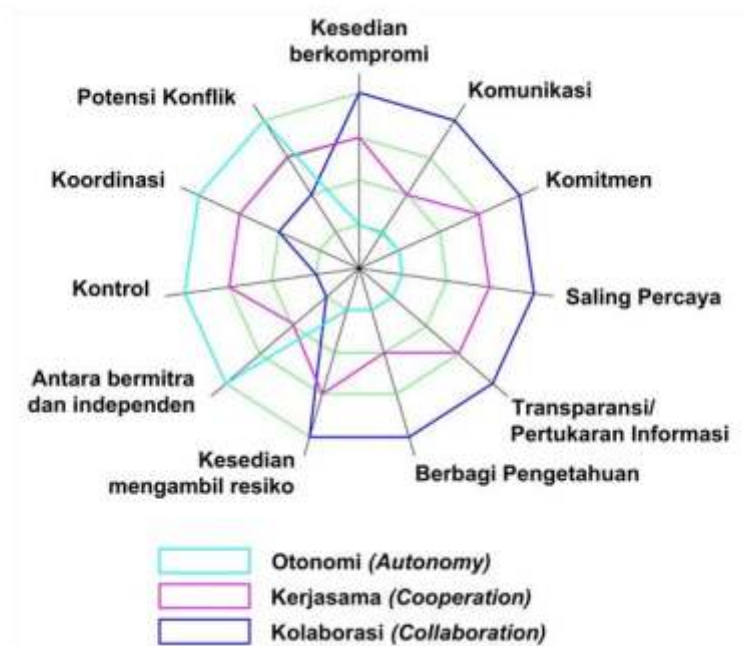 Kesedian
berkompromi
Komunikasi
Komitmen
Saling Percaya
Transparansi/
Pertukaran Informasi
Berbagi Pengetahuan
Kesedian
mengambil resiko
Antara bermitra
dan independen
Kontrol
Koordinasi
Potensi Konflik
Otonomi (Autonomy)
Kerjasama (Cooperation)
Kolaborasi (Collaboration)